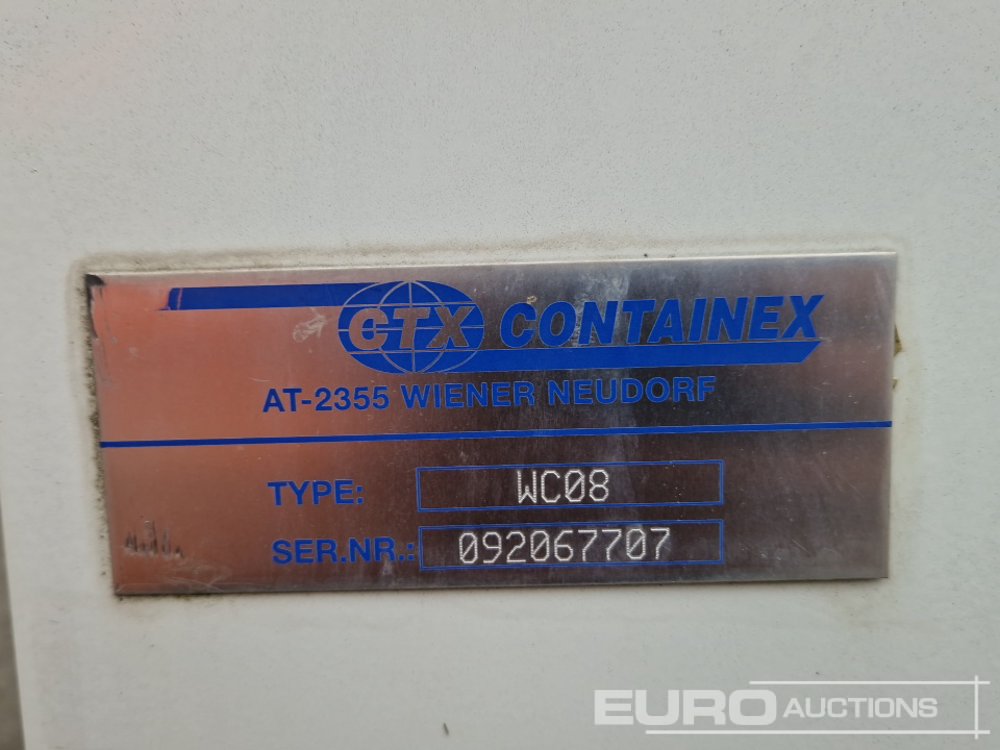 CTX CONTAINEX
AT-2355 WIENER NEUDORF
TYPE: WC08
SER.NR.: 092067707
EURO AUCTIONS